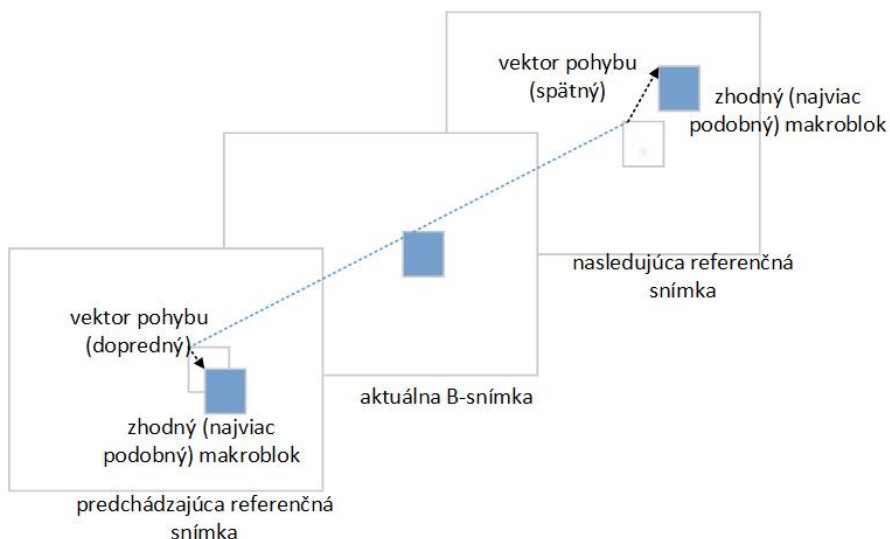 vektor pohybu
(spätný)
zhodný (najviac
podobný) makroblok
nasledujúca referenčná
snímka
vektor pohybu
(dopredný)
aktuálna B-snímka
zhodný (najviac
podobný) makroblok
predchádzajúca referenčná
snímka